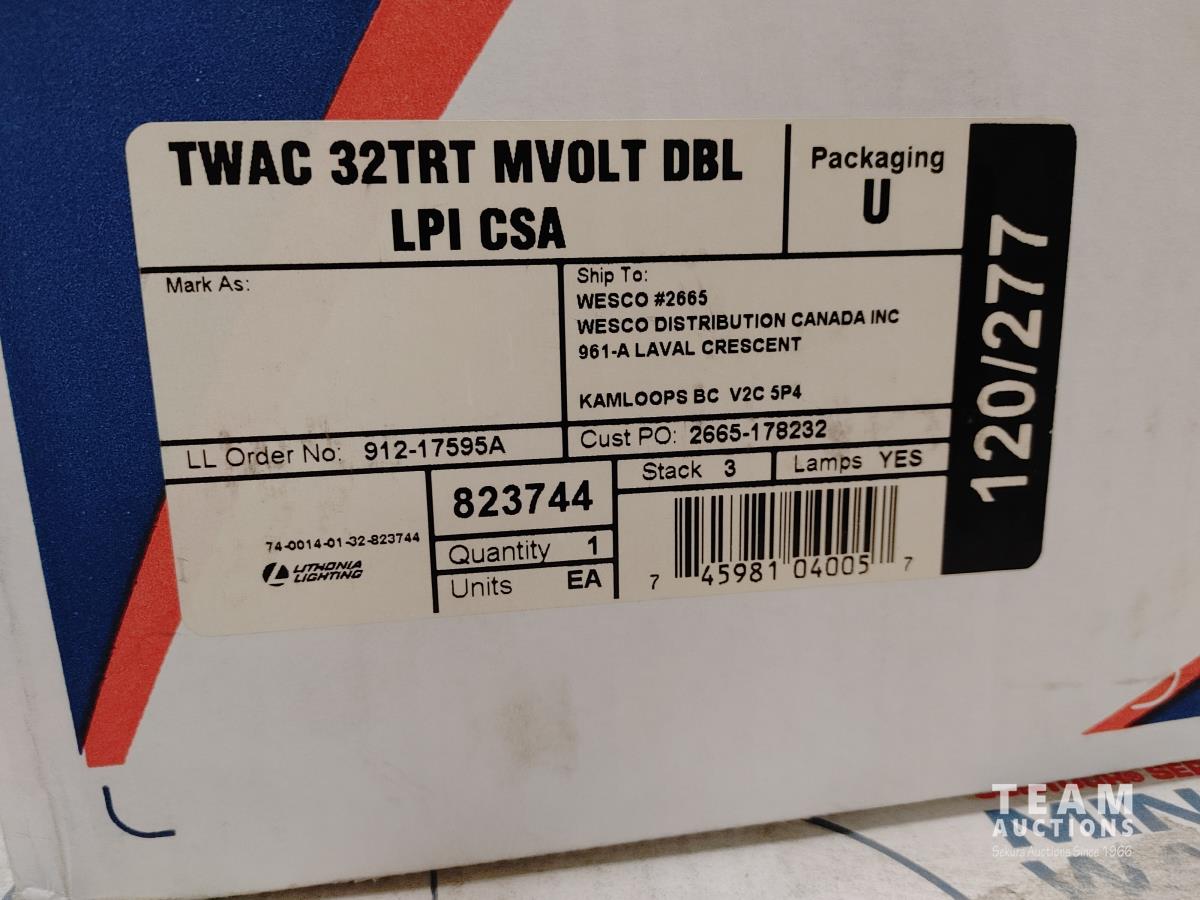 TWAC 32TRT MVOLT DBL
LPI CSA
Packaging
U
120/277
Mark As:
Ship To:
WESCO #2665
WESCO DISTRIBUTION CANADA INC
961-A LAVAL CRESCENT
KAMLOOPS BC V2C 5P4
LL Order No: 912-17595A
Cust PO: 2665-178232
Stack 3
Lamps YES
74-0014-01-32-823744
LITHONIA
LIGHTING
823744
Quantity 1
Units EA
7 45981 04005 7
TEAM
AUCTIONS
Sekura Auctions Since 1966